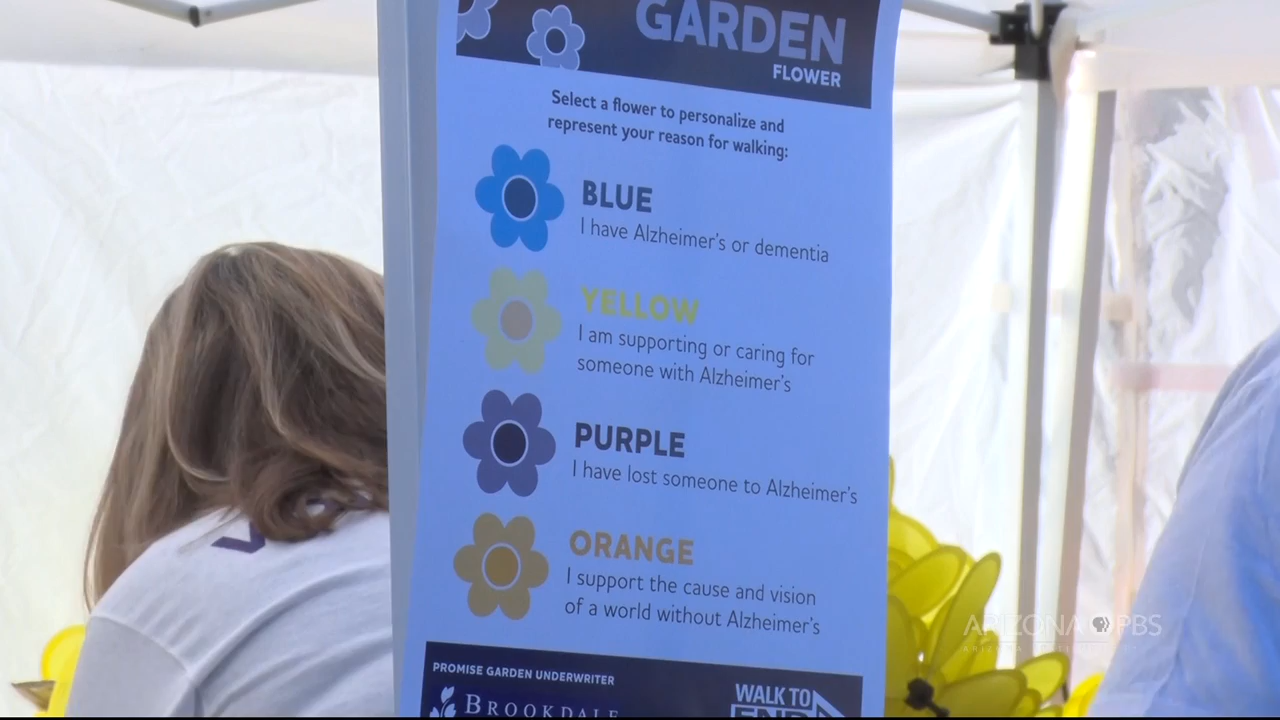 GARDEN
FLOWER
Select a flower to personalize and
represent your reason for walking:
BLUE
I have Alzheimer's or dementia
YELLOW
I am supporting or caring for
someone with Alzheimer's
PURPLE
I have lost someone to Alzheimer's
ORANGE
I support the cause and vision
of a world without Alzheimer's
PROMISE GARDEN UNDERWRITER
BROOKDALE
WALK TO
END
ARIZONA PBS